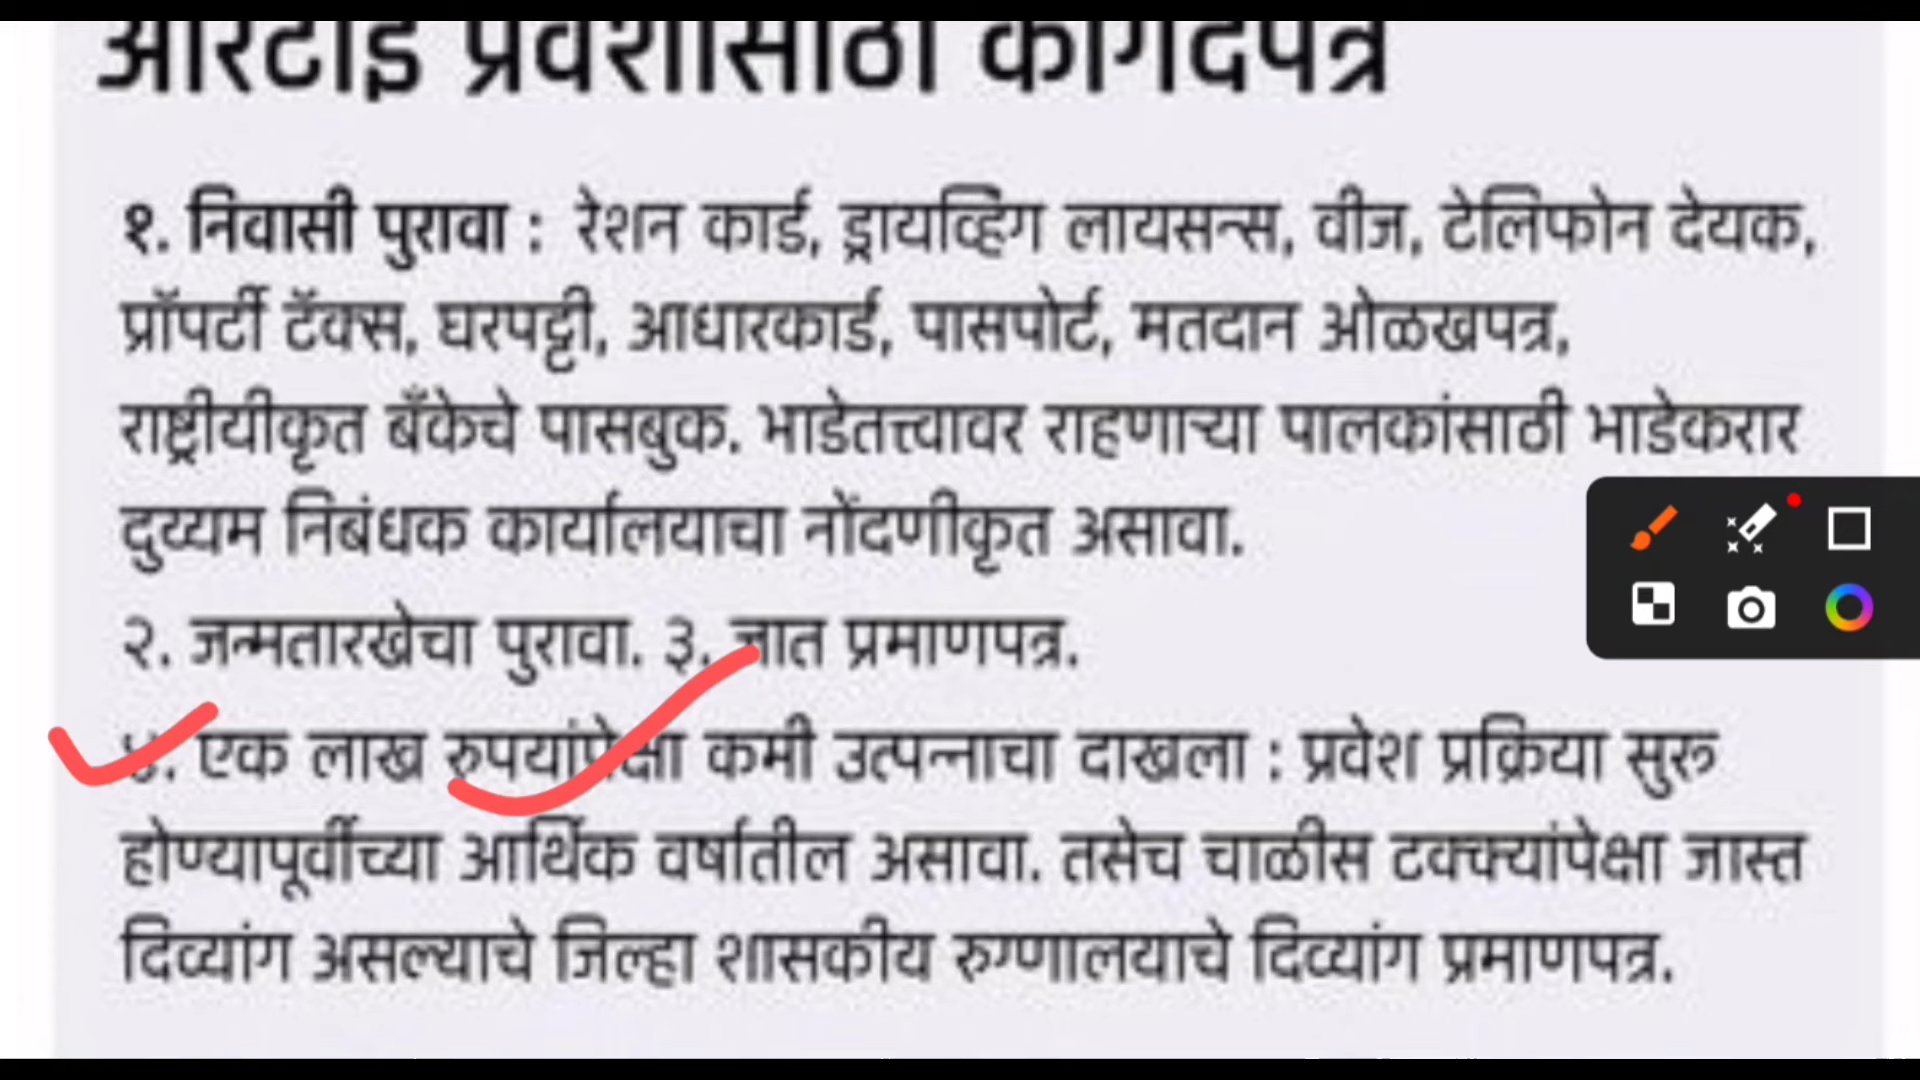 आरटीई प्रवेशासाठी कागदपत्रे
१. निवासी पुरावा : रेशन कार्ड, ड्रायव्हिंग लायसन्स, वीज, टेलिफोन देयक,
प्रॉपर्टी टॅक्स, घरपट्टी, आधारकार्ड, पासपोर्ट, मतदान ओळखपत्र,
राष्ट्रीयीकृत बँकेचे पासबुक. भाडेतत्त्वावर राहणाऱ्या पालकांसाठी भाडेकरार
दुय्यम निबंधक कार्यालयाचा नोंदणीकृत असावा.
२. जन्मतारखेचा पुरावा. ३. जात प्रमाणपत्र.
४. एक लाख रुपयांपेक्षा कमी उत्पन्नाचा दाखला : प्रवेश प्रक्रिया सुरू
होण्यापूर्वीच्या आर्थिक वर्षातील असावा. तसेच चाळीस टक्क्यांपेक्षा जास्त
दिव्यांग असल्याचे जिल्हा शासकीय रुग्णालयाचे दिव्यांग प्रमाणपत्र.